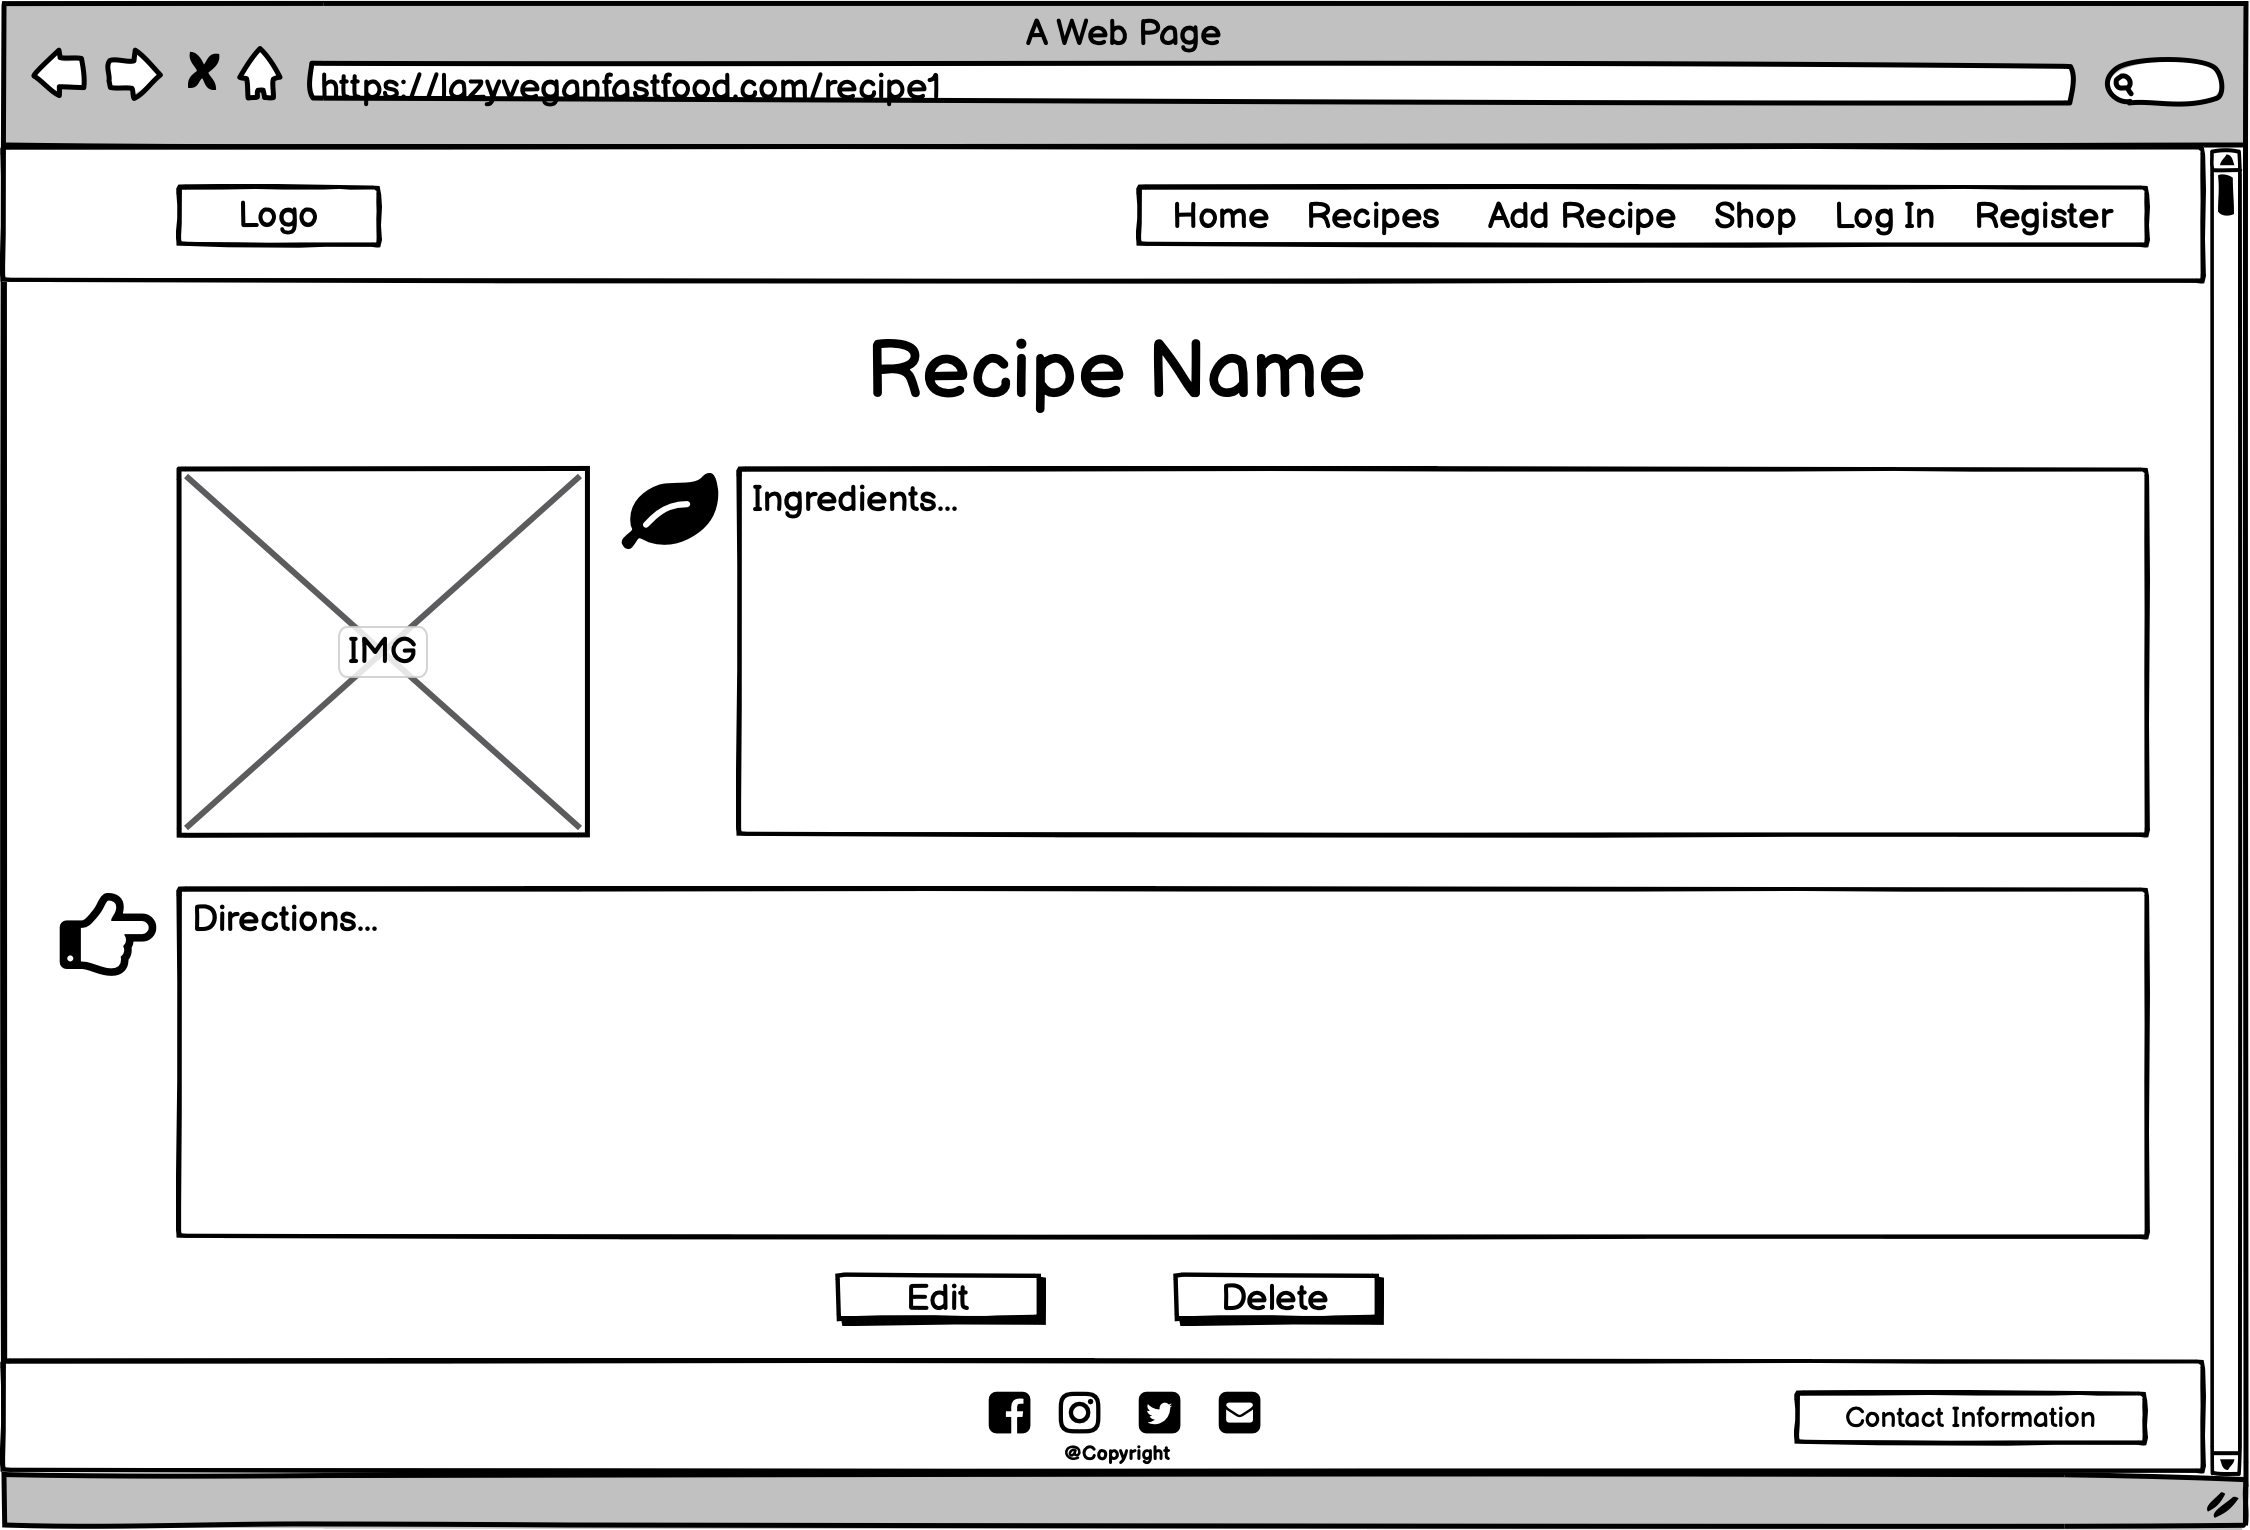 A Web Page
https://lazyveganfastfood.com/recipe1
Logo
Home Recipes Add Recipe Shop Log In Register
Recipe Name
IMG
Ingredients...
Directions...
Edit Delete
Contact Information
@Copyright